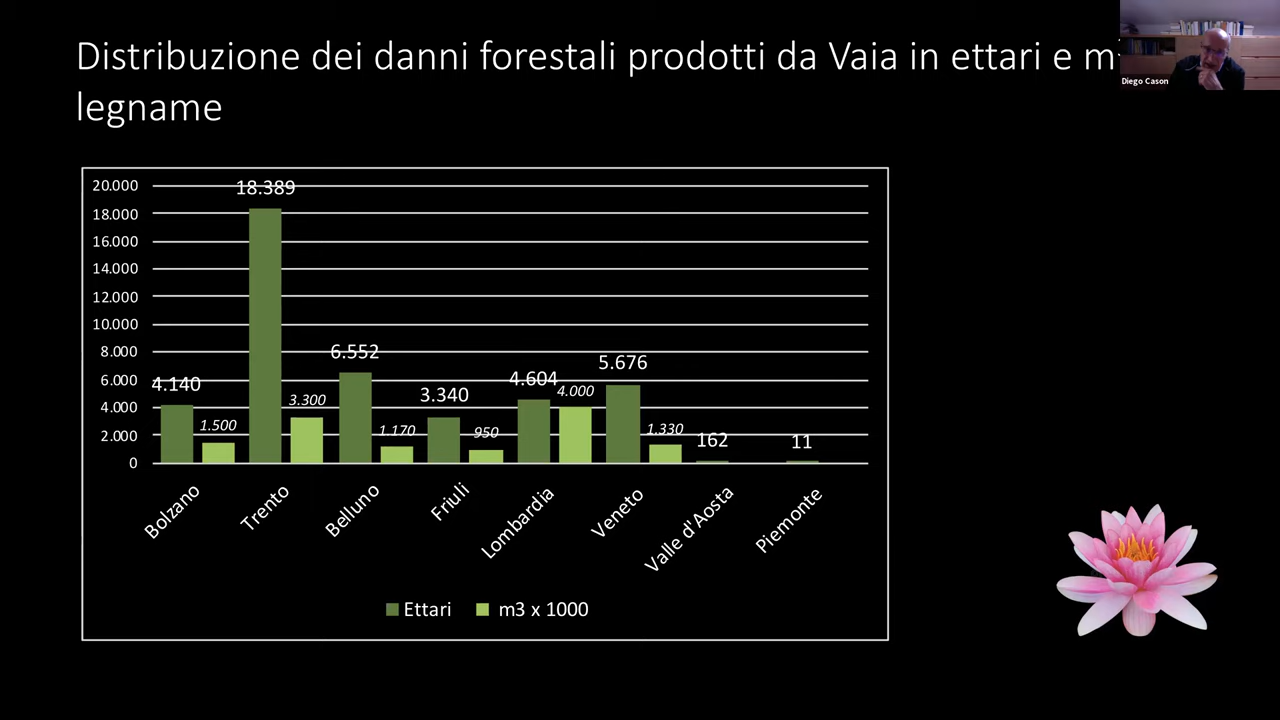 Distribuzione dei danni forestali prodotti da Vaia in ettari e m³
legname
Diego Cason
20.000
18.000
16.000
14.000
12.000
10.000
8.000
6.000
4.000
2.000
0
4.140
1.500
18.389
3.300
6.552
1.170
3.340
950
4.604
4.000
5.676
1.330
162
11
Bolzano
Trento
Belluno
Friuli
Lombardia
Veneto
Valle d'Aosta
Piemonte
Ettari
m3 x 1000